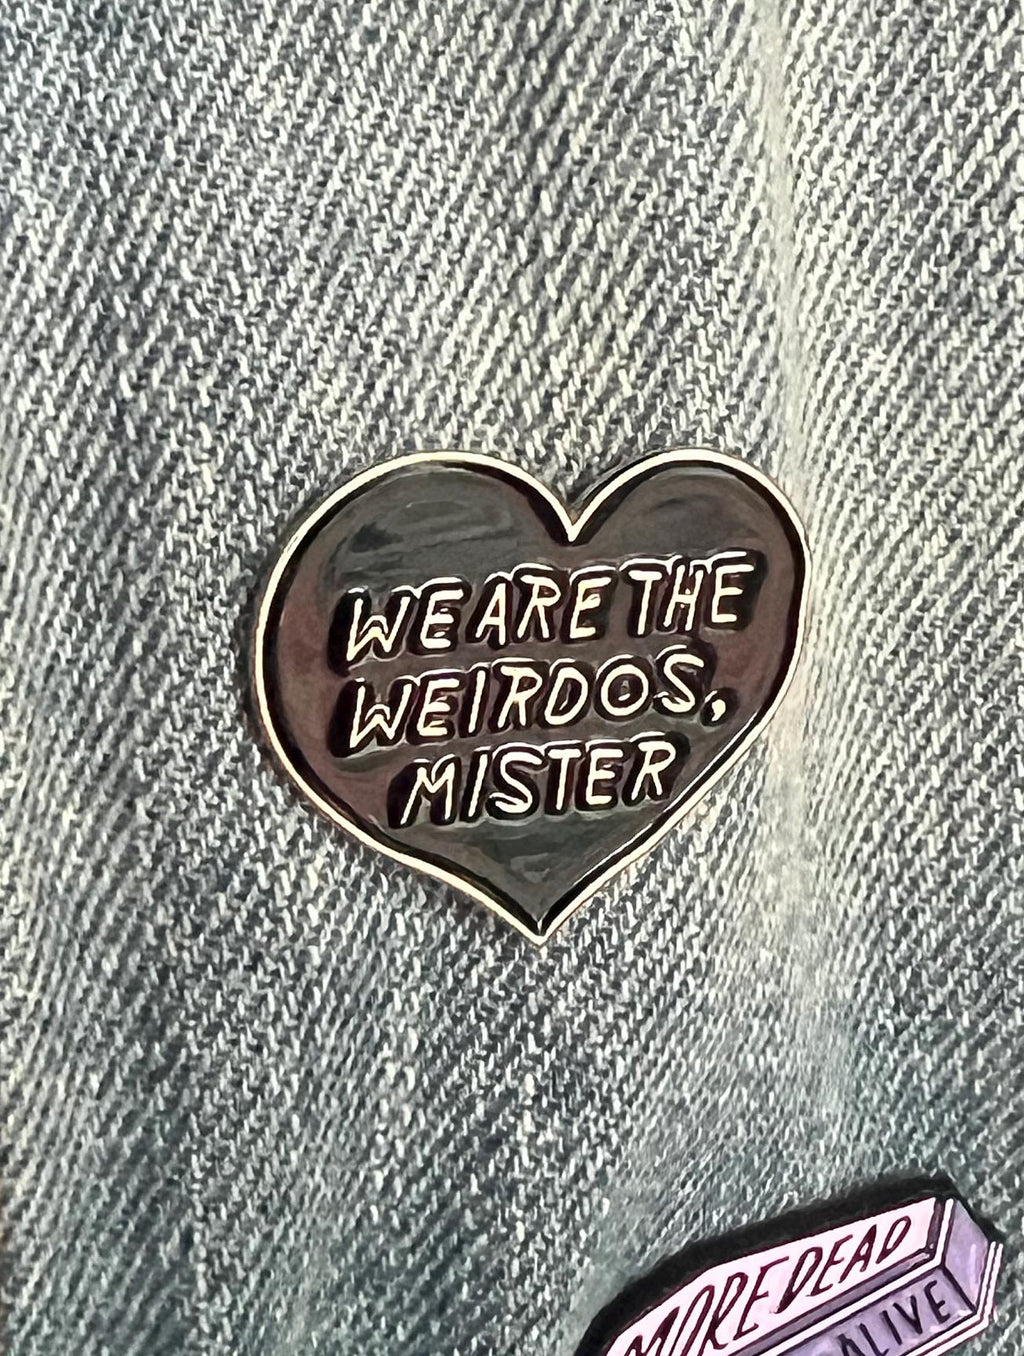 WE ARE THE
WEIRDOS,
MISTER
MORE DEAD
ALIVE